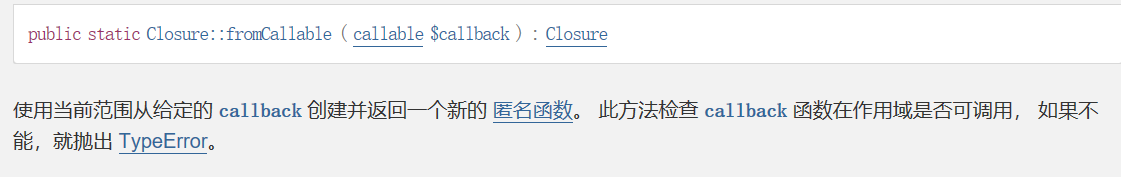 public static Closure::fromCallable ( callable $callback ) : Closure
使用当前范围从给定的 callback 创建并返回一个新的 匿名函数。 此方法检查 callback 函数在作用域是否可调用， 如果不
能，就抛出 TypeError。